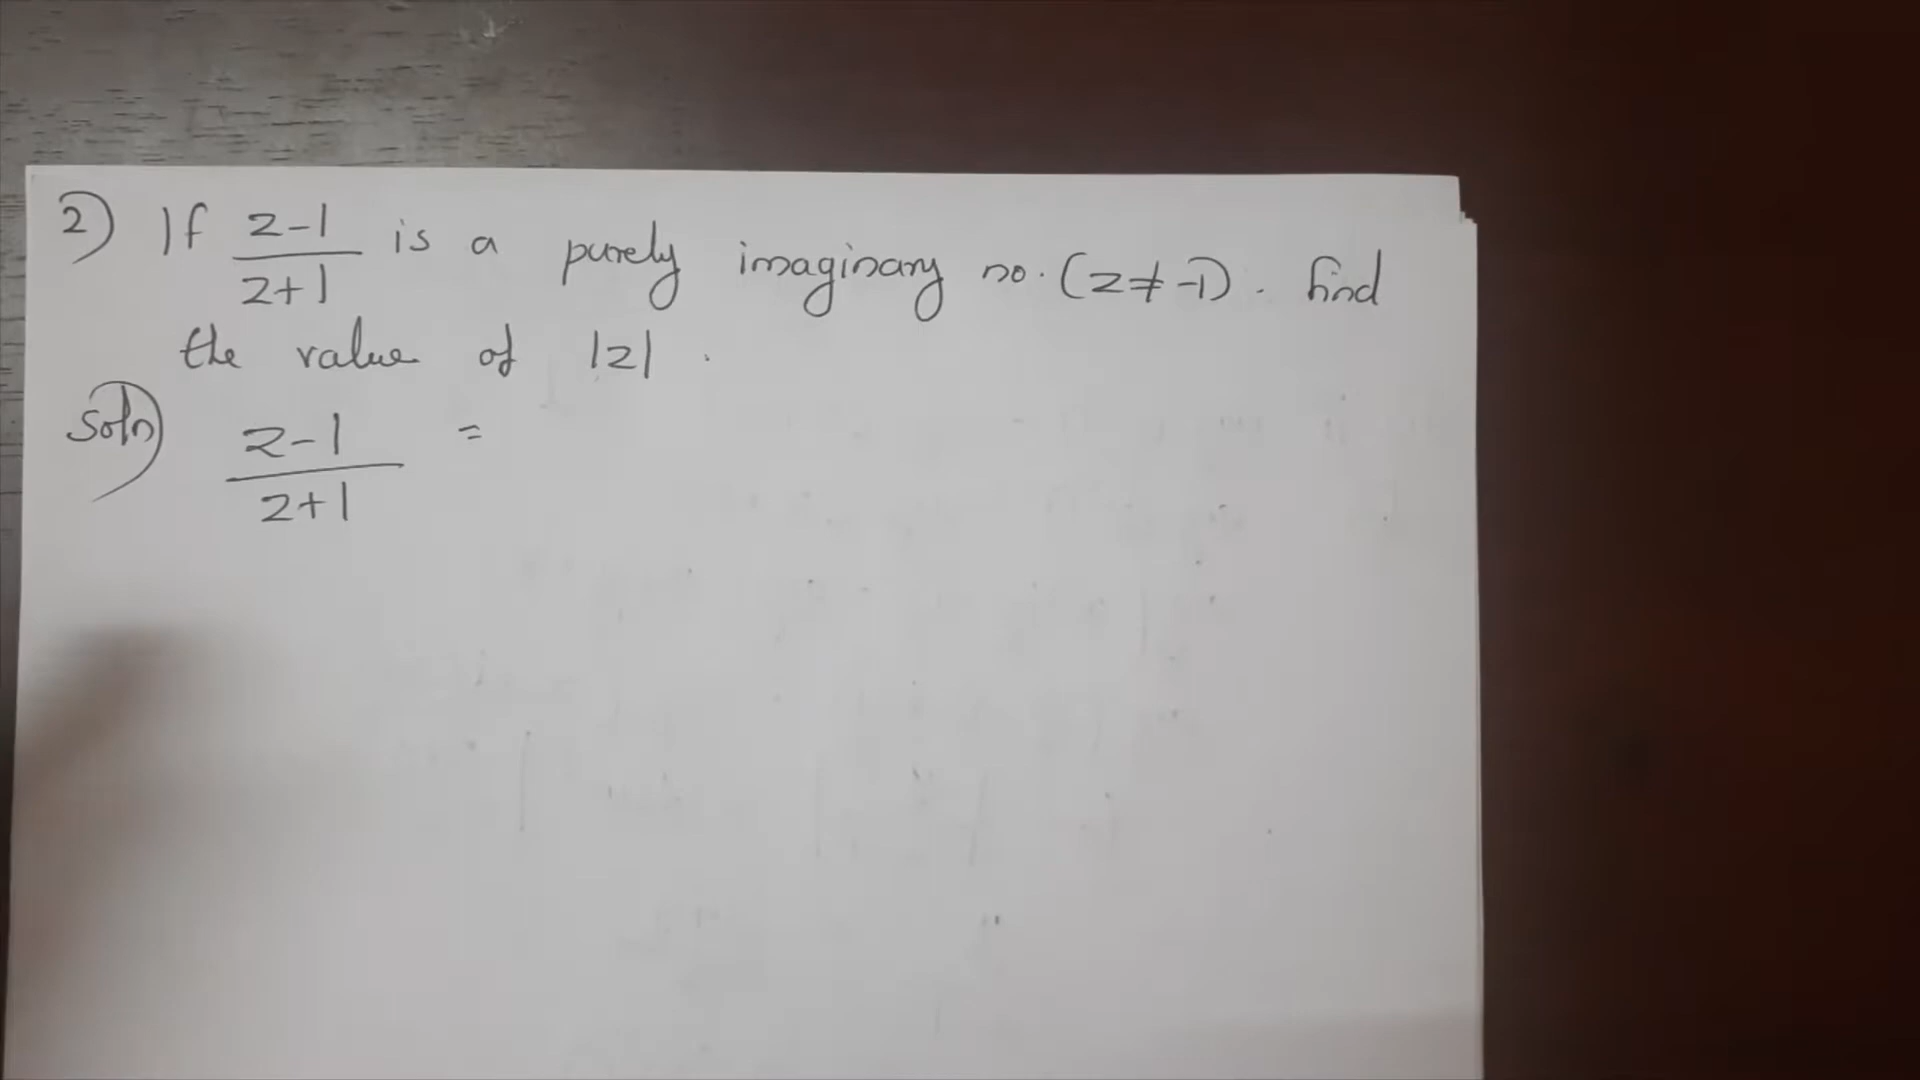 2) If z-1/z+1 is a purely imaginary no. (z≠-1). find
the value of |z|.
Soln) z-1/z+1 =